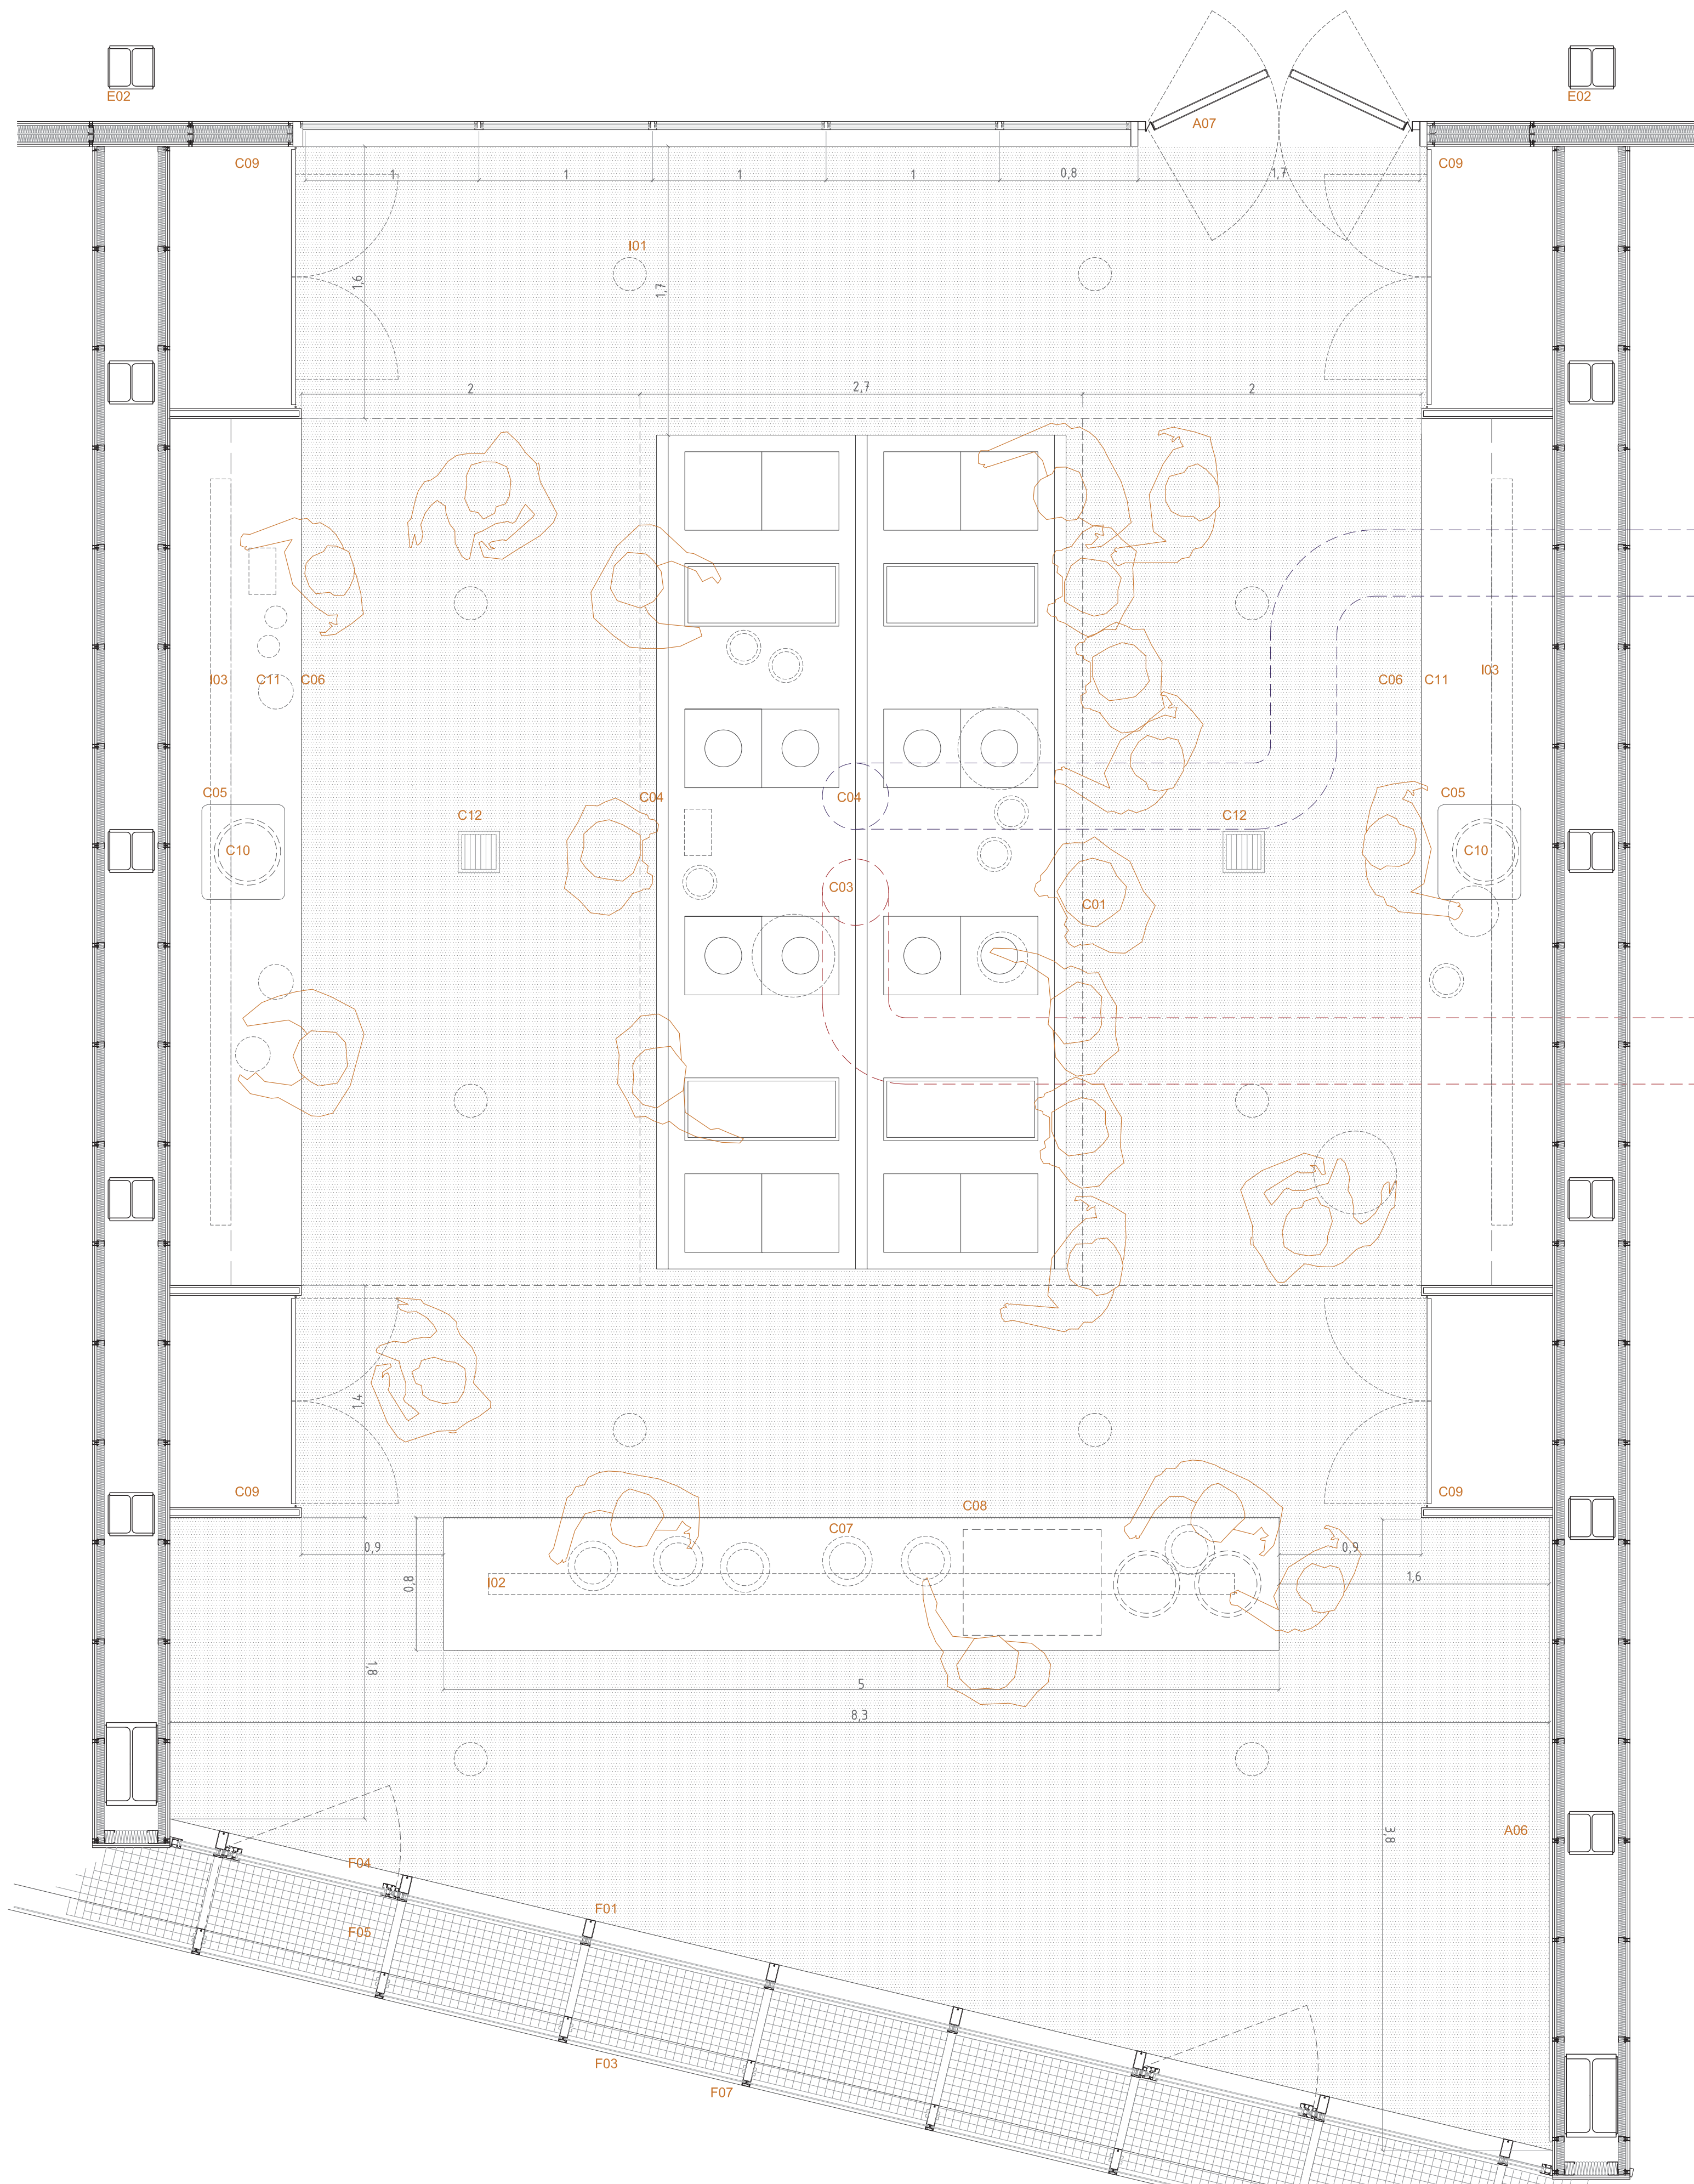 E02 E02
A07
C09 C09
1 1 1 1 0,8 1,7
I01
1,6 1,7
2 2,7 2
I03 C11 C06 C06 C11 I03
C05 C04 C04 C05
C12 C12
C10 C10
C03
C01
1,4
C09 C09
C08
C07
0,9 0,9
I02 0,8 1,6
1,8
5
8,3
A06 3,8
F04
F01
F05
F03
F07